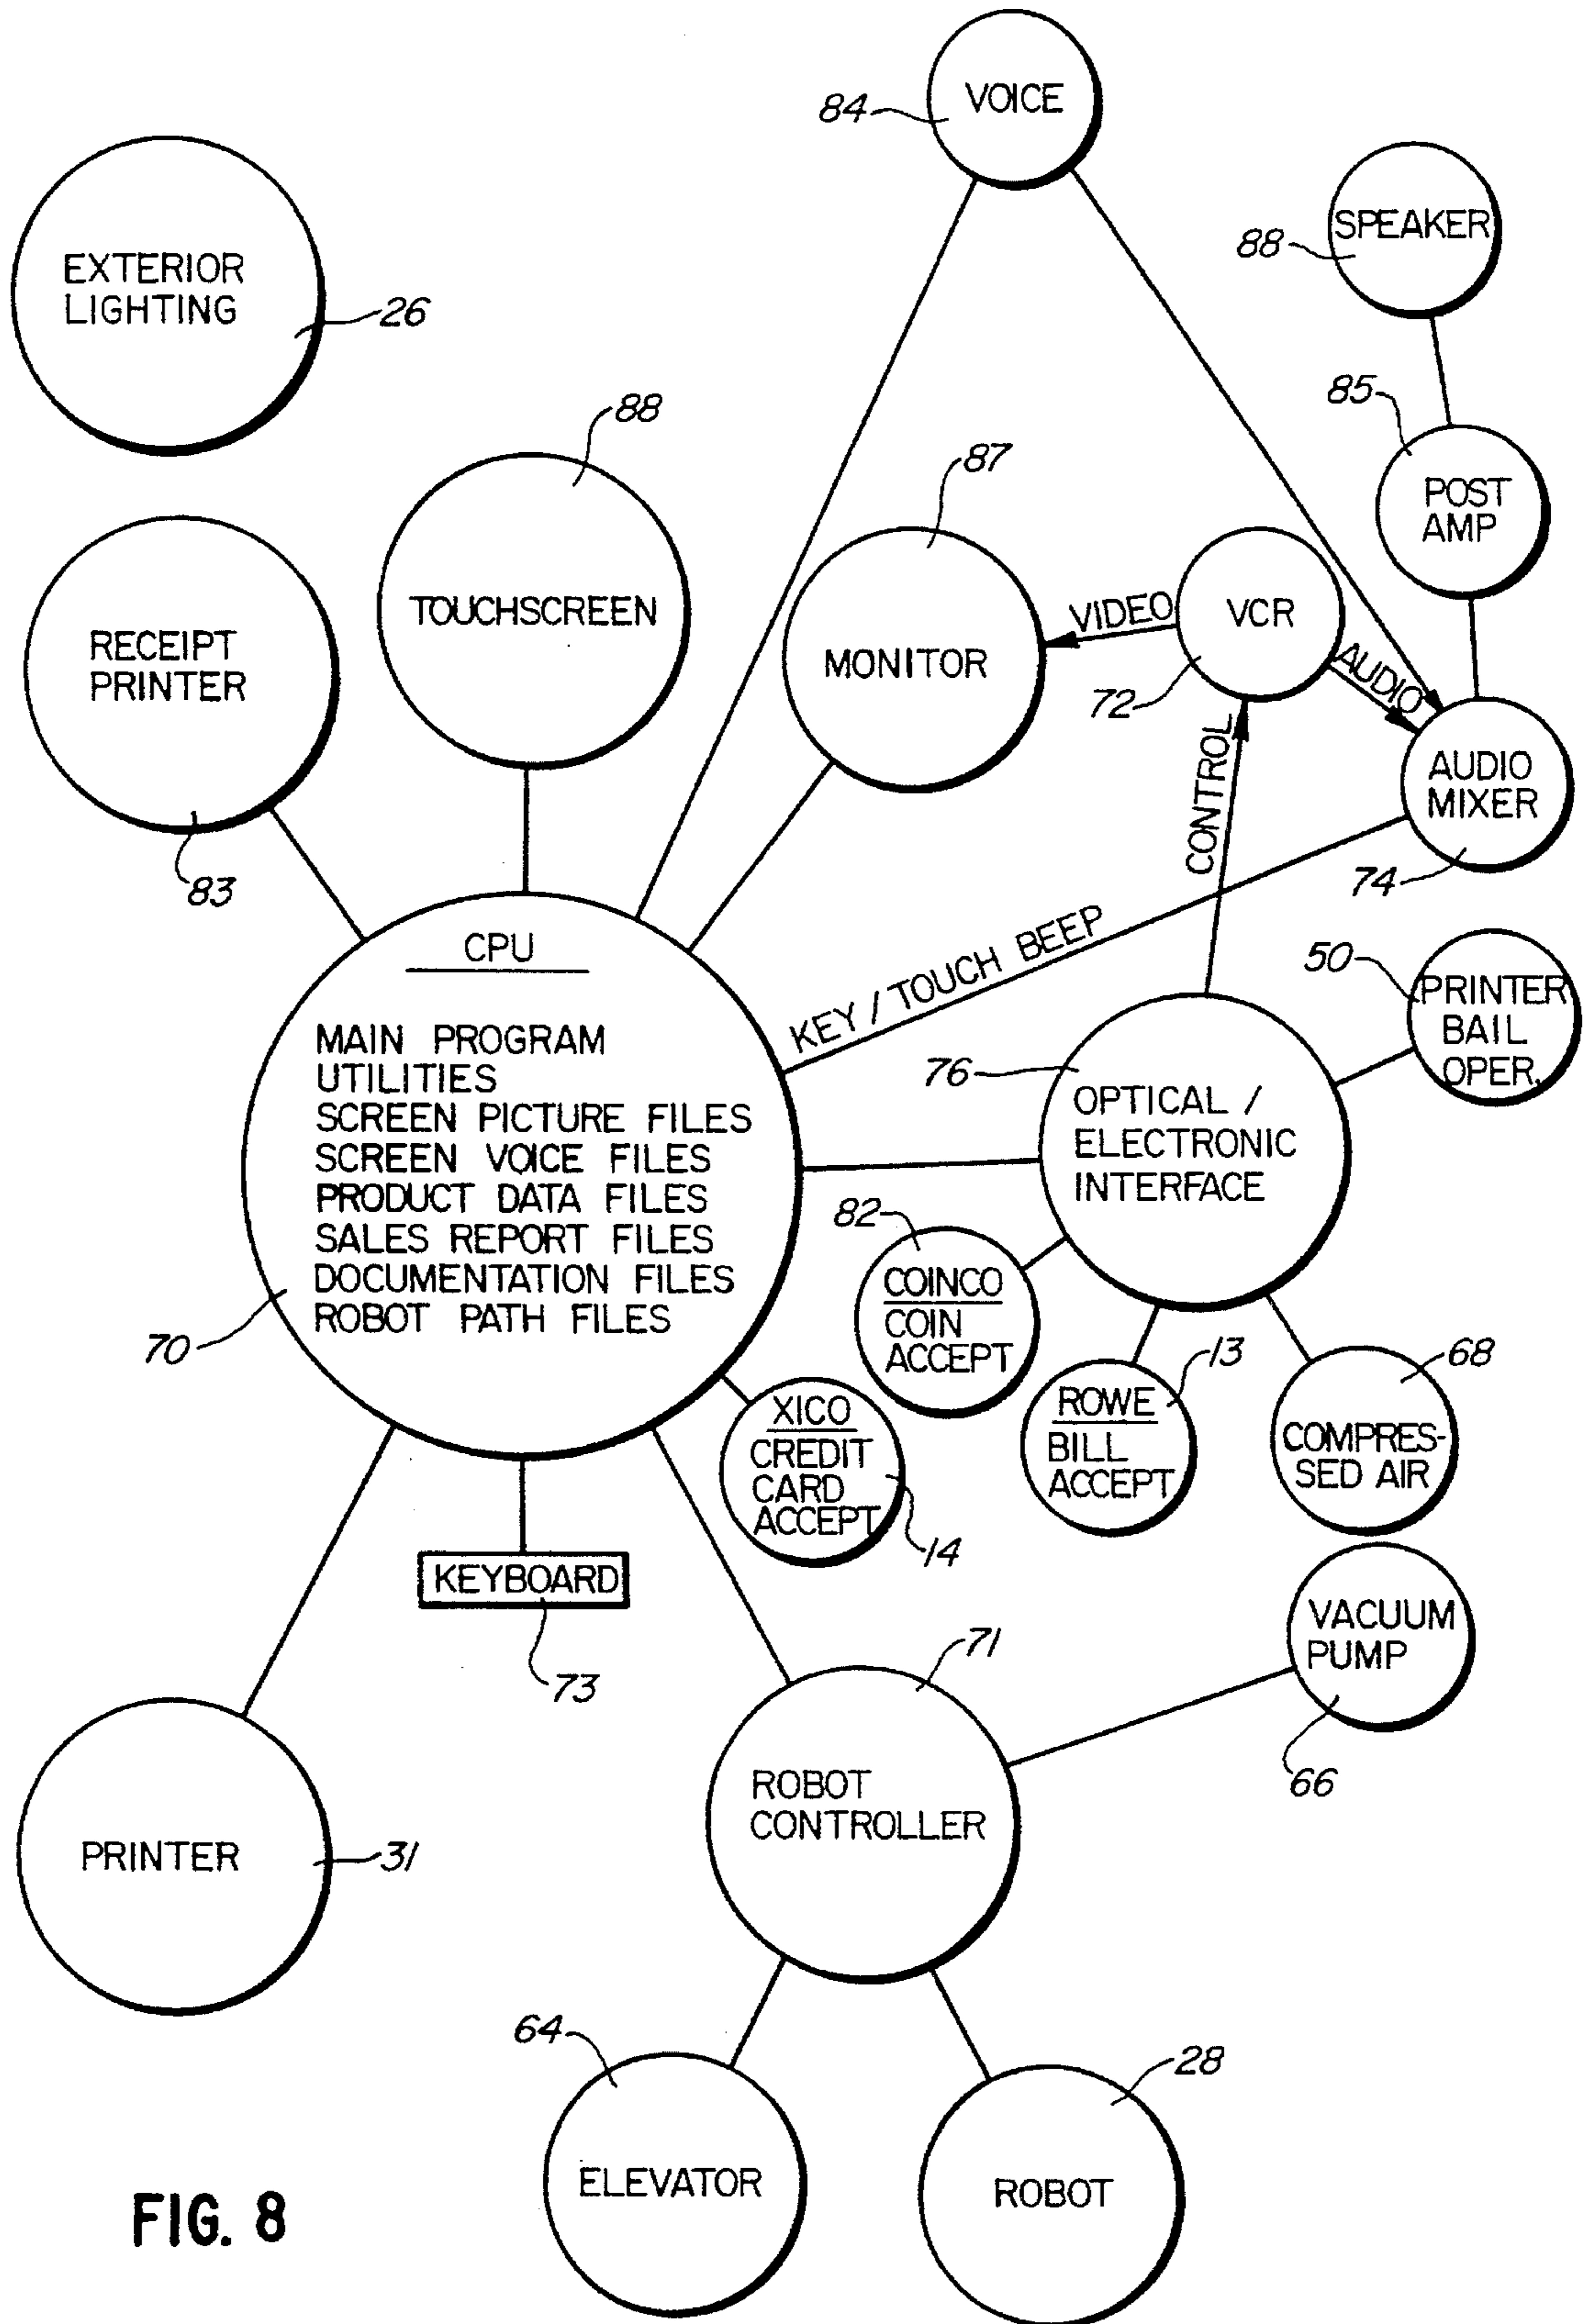 VOICE
84
SPEAKER
88
EXTERIOR
LIGHTING
26
85
POST
AMP
88
TOUCHSCREEN
87
MONITOR
VIDEO
VCR
72
AUDIO
RECEIPT
PRINTER
83
CONTROL
AUDIO
MIXER
74
KEY / TOUCH BEEP
CPU
MAIN PROGRAM
UTILITIES
SCREEN PICTURE FILES
SCREEN VOICE FILES
PRODUCT DATA FILES
SALES REPORT FILES
DOCUMENTATION FILES
ROBOT PATH FILES
70
50
PRINTER
BAIL
OPER.
76
OPTICAL /
ELECTRONIC
INTERFACE
82
COINCO
COIN
ACCEPT
13
ROWE
BILL
ACCEPT
68
COMPRES-
SED AIR
XICO
CREDIT
CARD
ACCEPT
14
KEYBOARD
73
VACUUM
PUMP
66
71
ROBOT
CONTROLLER
PRINTER
31
64
ELEVATOR
28
ROBOT
FIG. 8